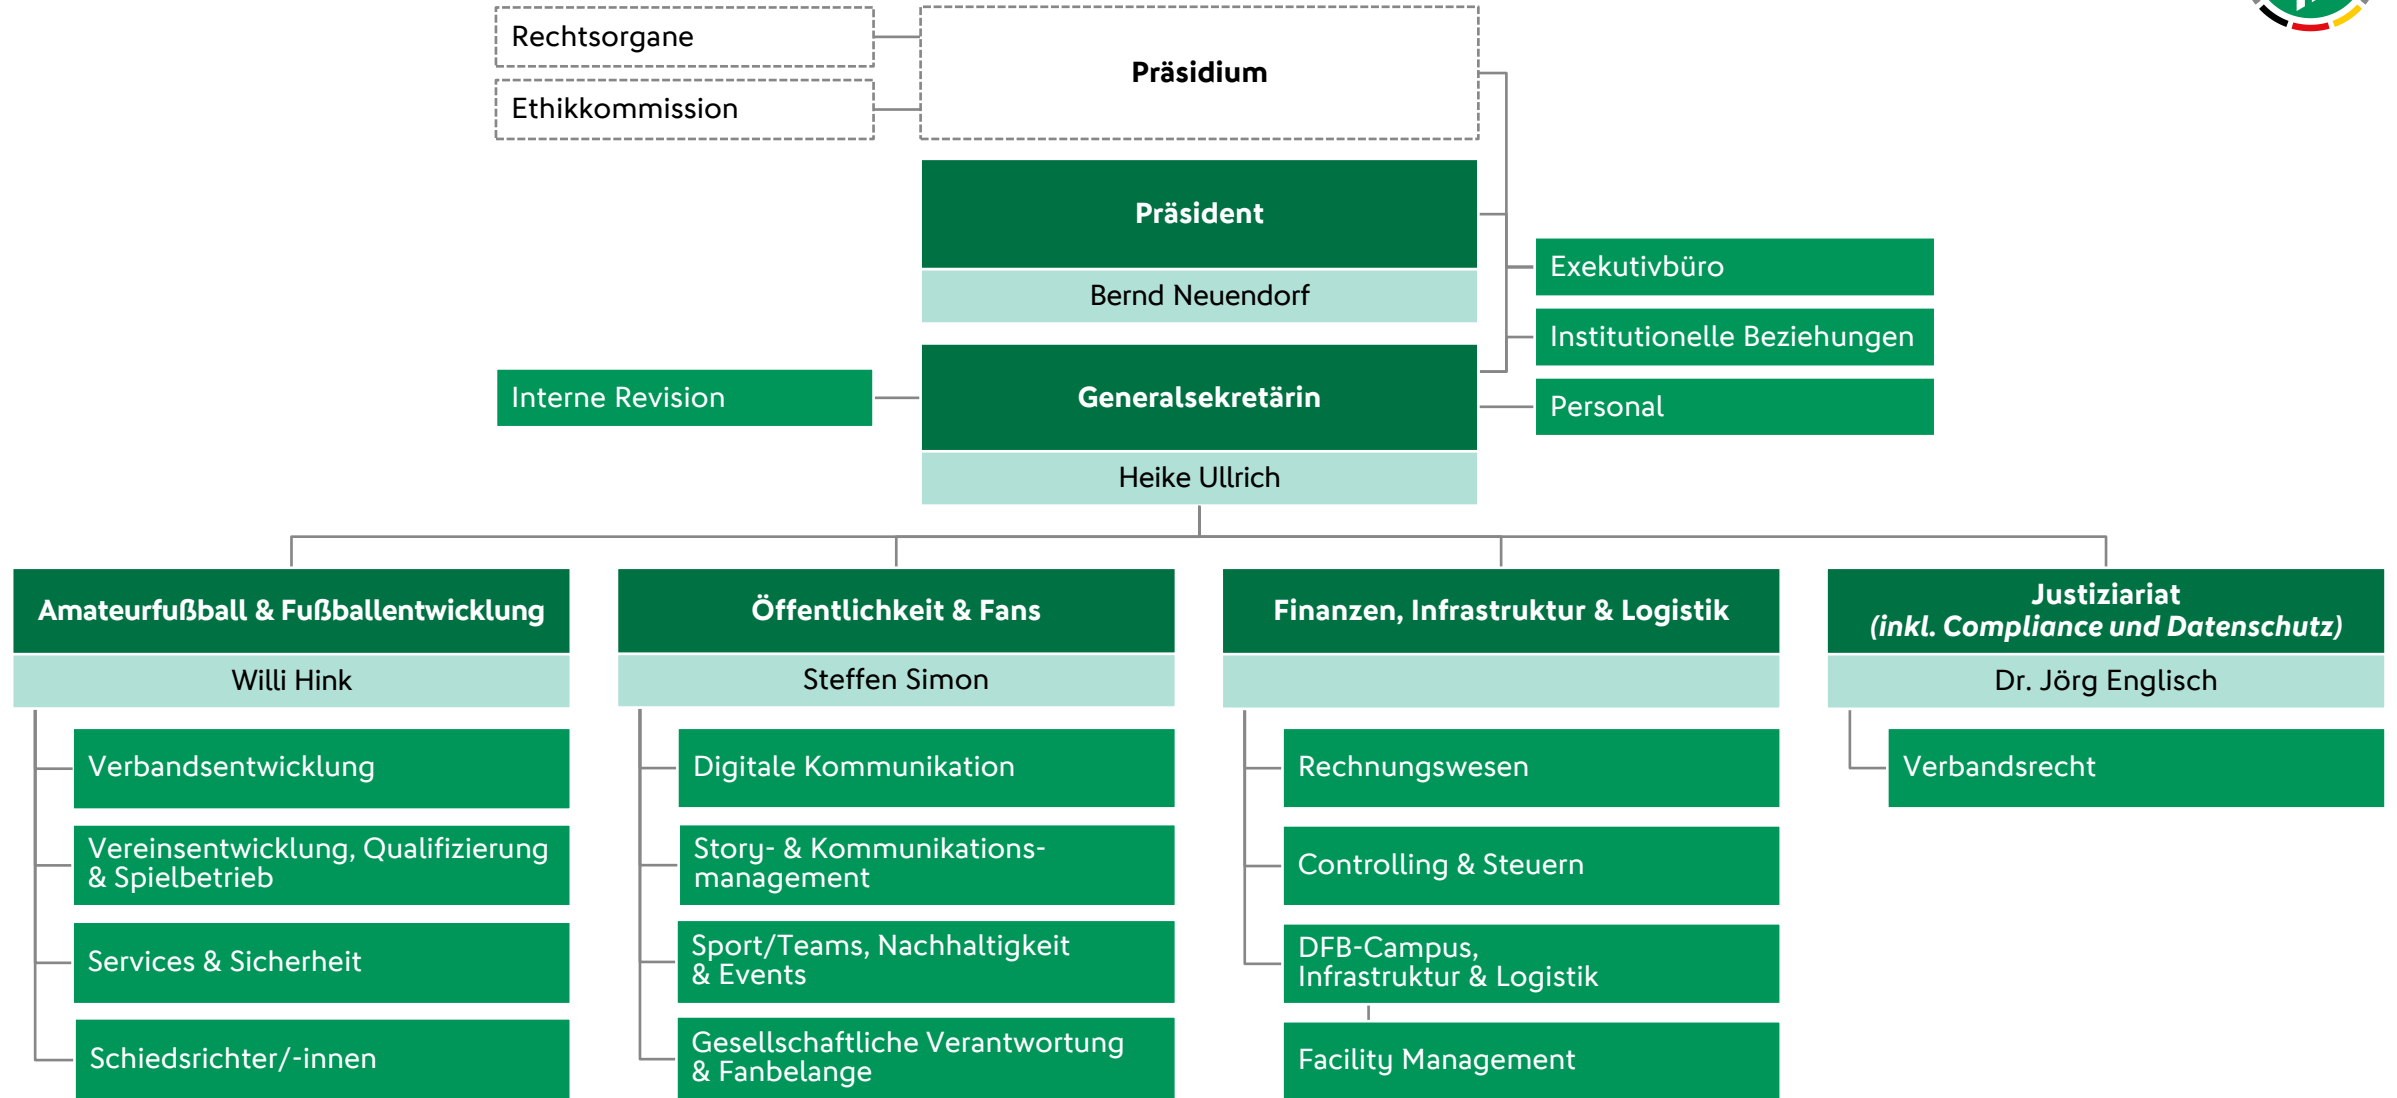 Rechtsorgane
Ethikkommission
Präsidium
Präsident
Bernd Neuendorf
Exekutivbüro
Institutionelle Beziehungen
Personal
Interne Revision
Generalsekretärin
Heike Ullrich
Amateurfußball & Fußballentwicklung
Willi Hink
Verbandsentwicklung
Vereinsentwicklung, Qualifizierung
& Spielbetrieb
Services & Sicherheit
Schiedsrichter/-innen
Öffentlichkeit & Fans
Steffen Simon
Digitale Kommunikation
Story- & Kommunikations-
management
Sport/Teams, Nachhaltigkeit
& Events
Gesellschaftliche Verantwortung
& Fanbelange
Finanzen, Infrastruktur & Logistik
Rechnungswesen
Controlling & Steuern
DFB-Campus,
Infrastruktur & Logistik
Facility Management
Justiziariat
(inkl. Compliance und Datenschutz)
Dr. Jörg Englisch
Verbandsrecht